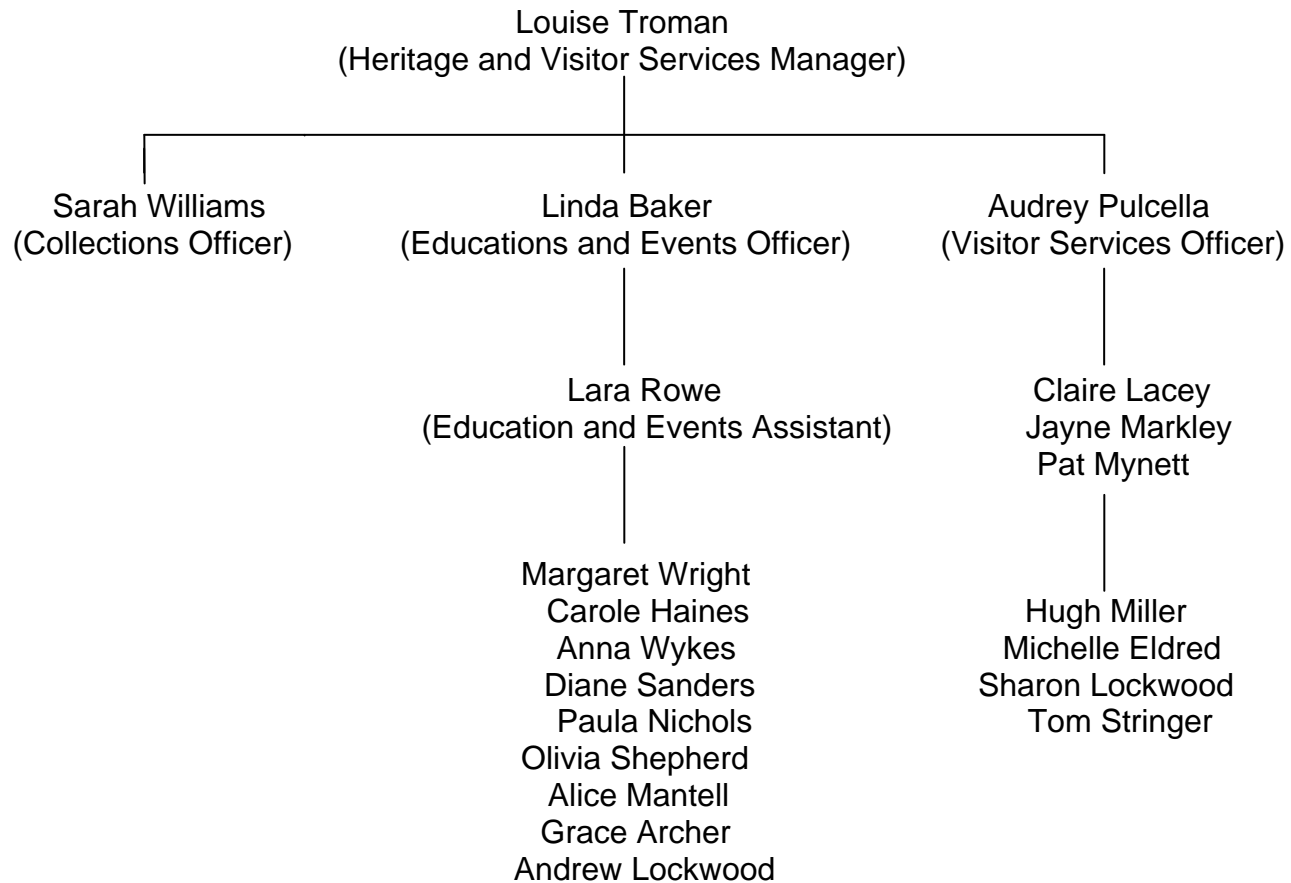 Louise Troman
(Heritage and Visitor Services Manager)
Sarah Williams
(Collections Officer)
Linda Baker
(Educations and Events Officer)
Audrey Pulcella
(Visitor Services Officer)
Lara Rowe
(Education and Events Assistant)
Claire Lacey
Jayne Markley
Pat Mynett
Margaret Wright
Carole Haines
Anna Wykes
Diane Sanders
Paula Nichols
Olivia Shepherd
Alice Mantell
Grace Archer
Andrew Lockwood
Hugh Miller
Michelle Eldred
Sharon Lockwood
Tom Stringer